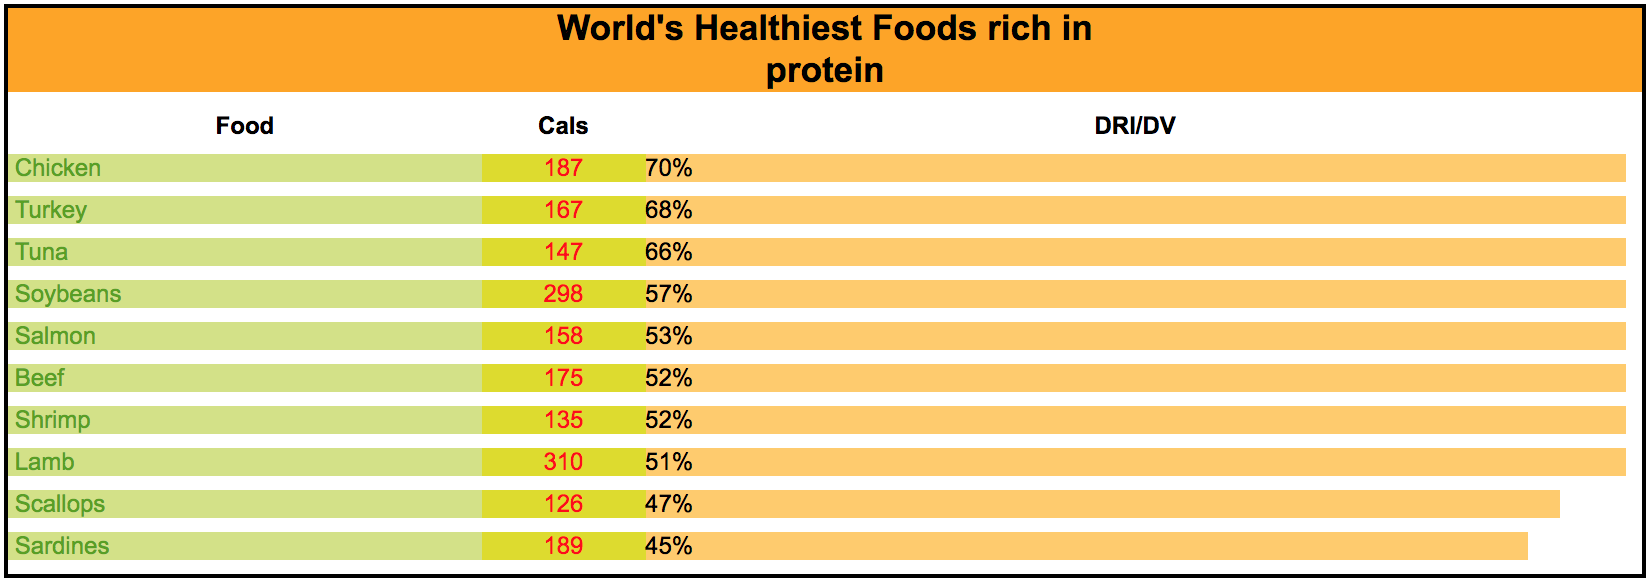 World's Healthiest Foods rich in
protein
Food Cals DRI/DV
Chicken 187 70%
Turkey 167 68%
Tuna 147 66%
Soybeans 298 57%
Salmon 158 53%
Beef 175 52%
Shrimp 135 52%
Lamb 310 51%
Scallops 126 47%
Sardines 189 45%